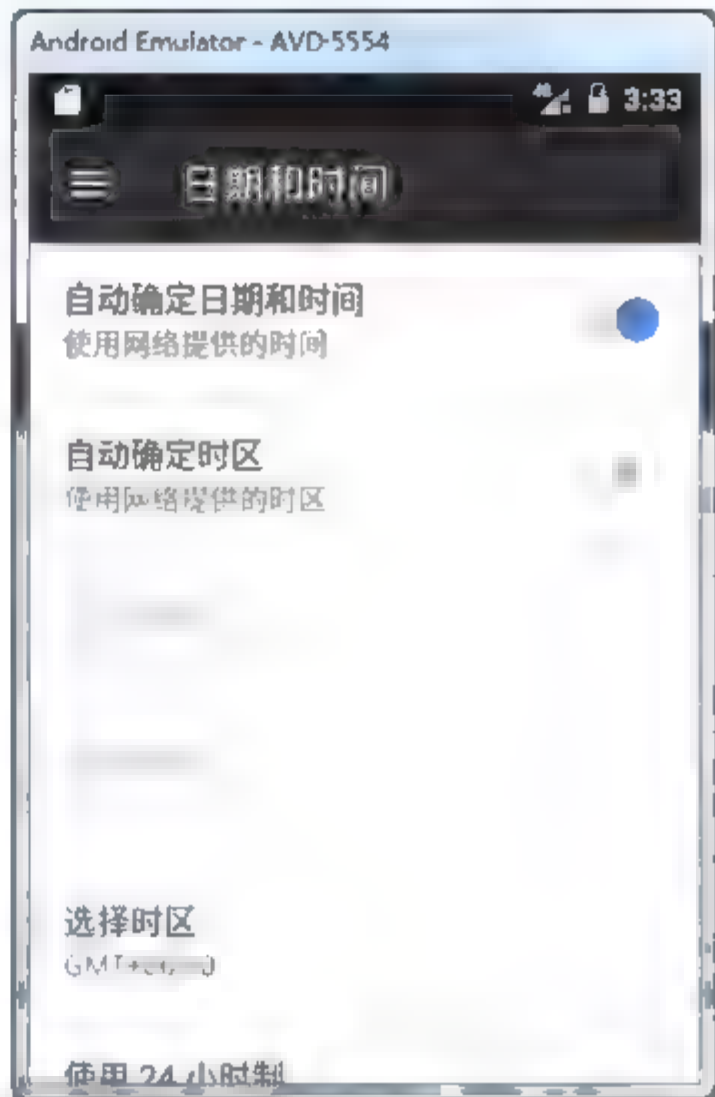 Android Emulator - AVD-5554
3:33
日期和时间
自动确定日期和时间
使用网络提供的时间
自动确定时区
使用网络提供的时区
选择时区
使用 24 小时制